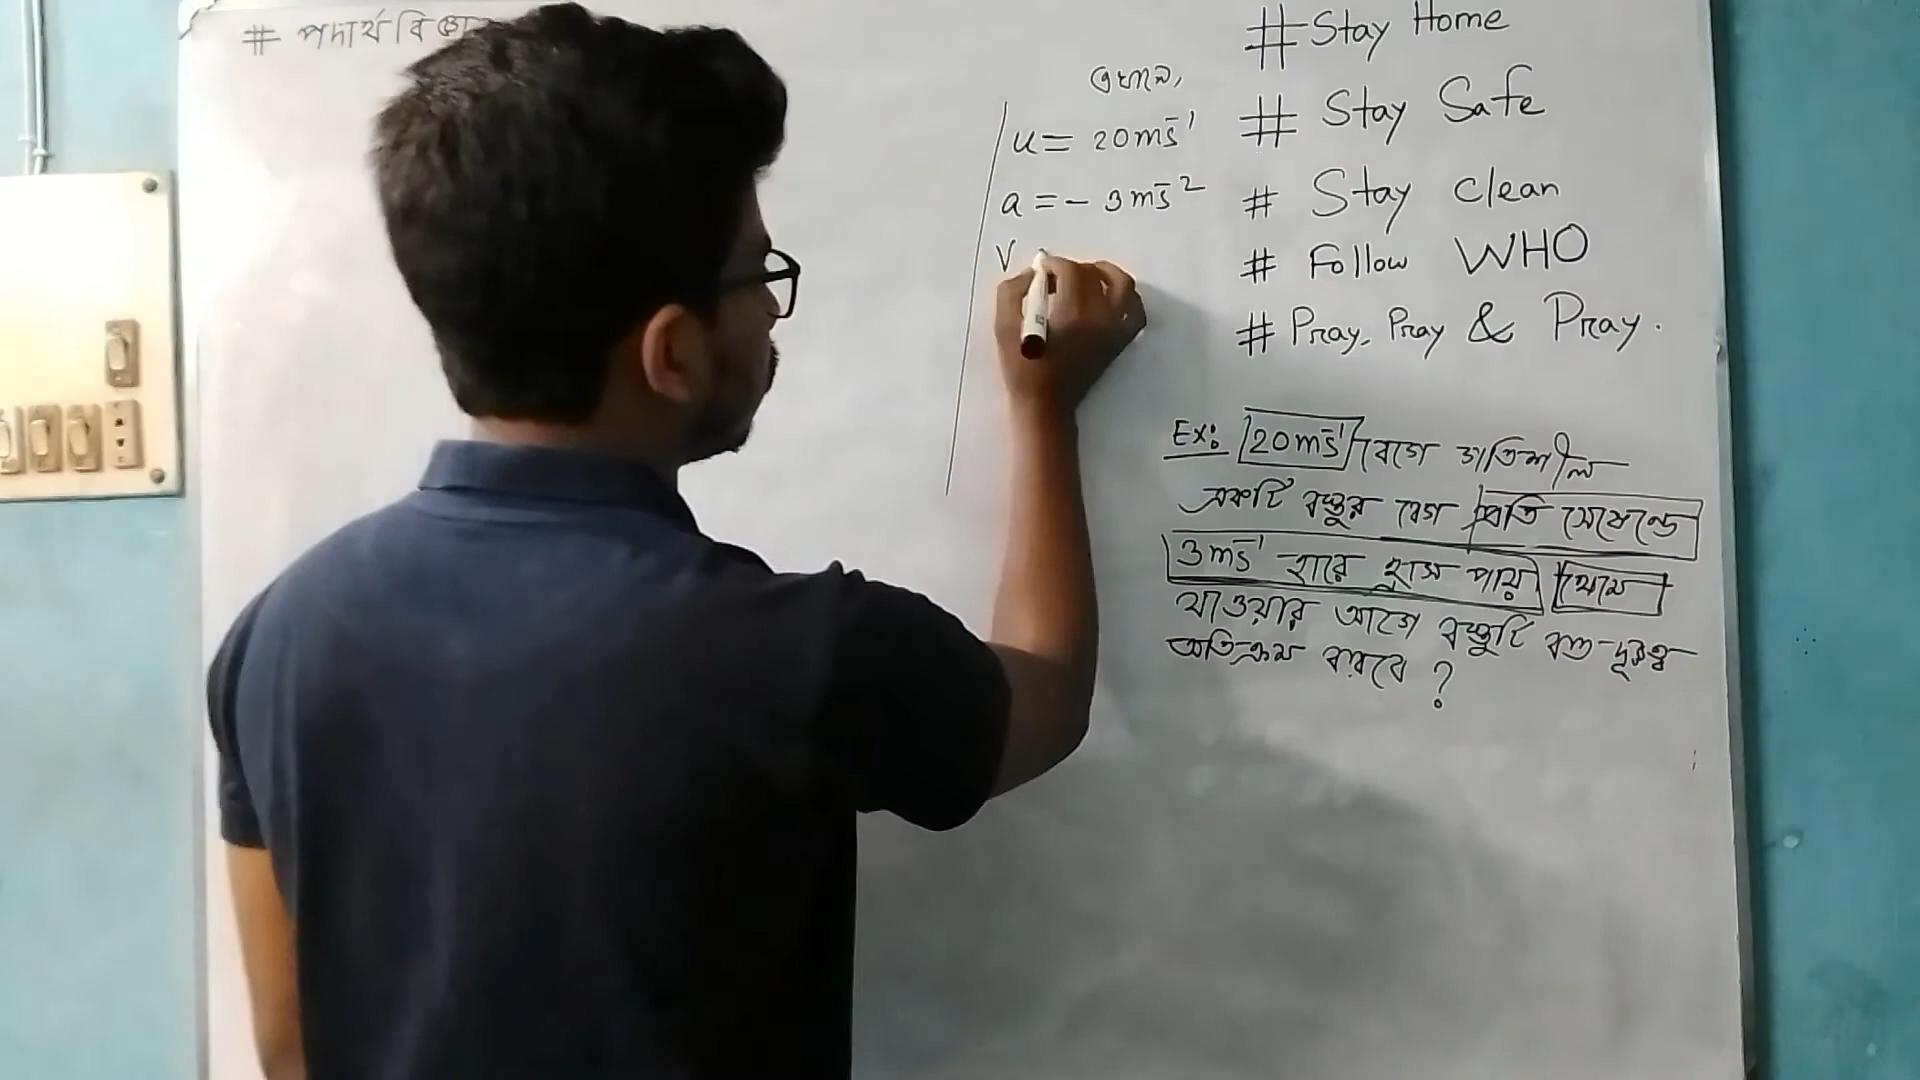 # পদার্থবিজ্ঞা
এখানে,
u = 20ms⁻¹
a = - 3ms⁻²
v
#Stay Home
# Stay Safe
# Stay clean
# Follow WHO
# Pray, Pray & Pray.
Ex: 20ms⁻¹ বেগে গতিশীল
একটি বস্তুর বেগ প্রতি সেকেন্ডে
3ms⁻¹ হারে হ্রাস পায় থেমে
যাওয়ার আগে বস্তুটি কত দূরত্ব
অতিক্রম করবে ?